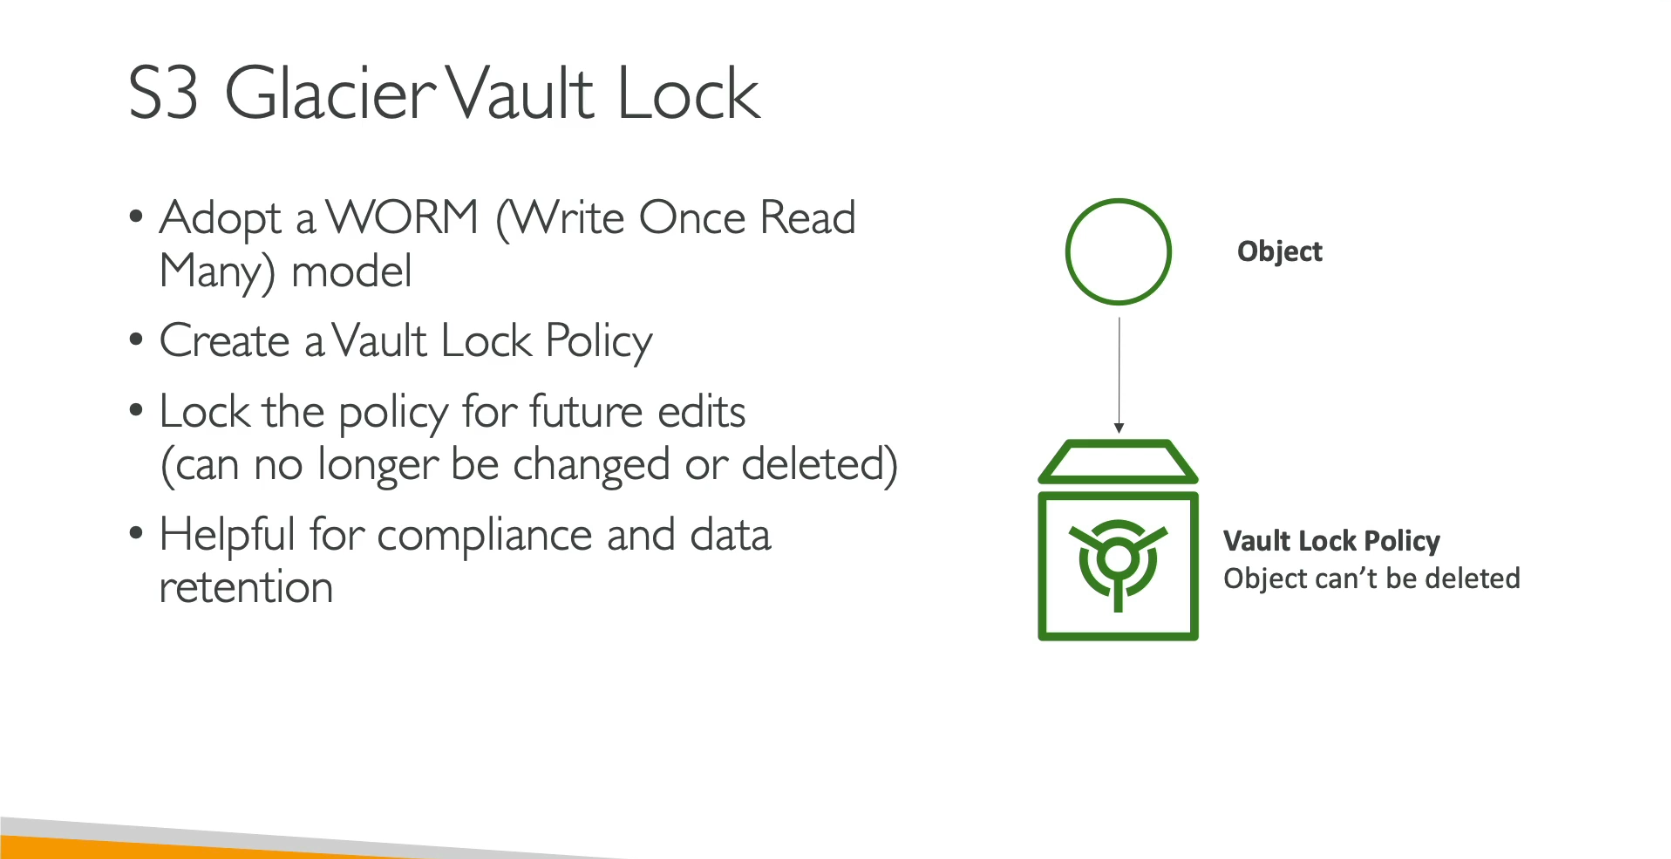 S3 Glacier Vault Lock
• Adopt a WORM (Write Once Read
Many) model
• Create a Vault Lock Policy
• Lock the policy for future edits
(can no longer be changed or deleted)
• Helpful for compliance and data
retention
Object
Vault Lock Policy
Object can’t be deleted